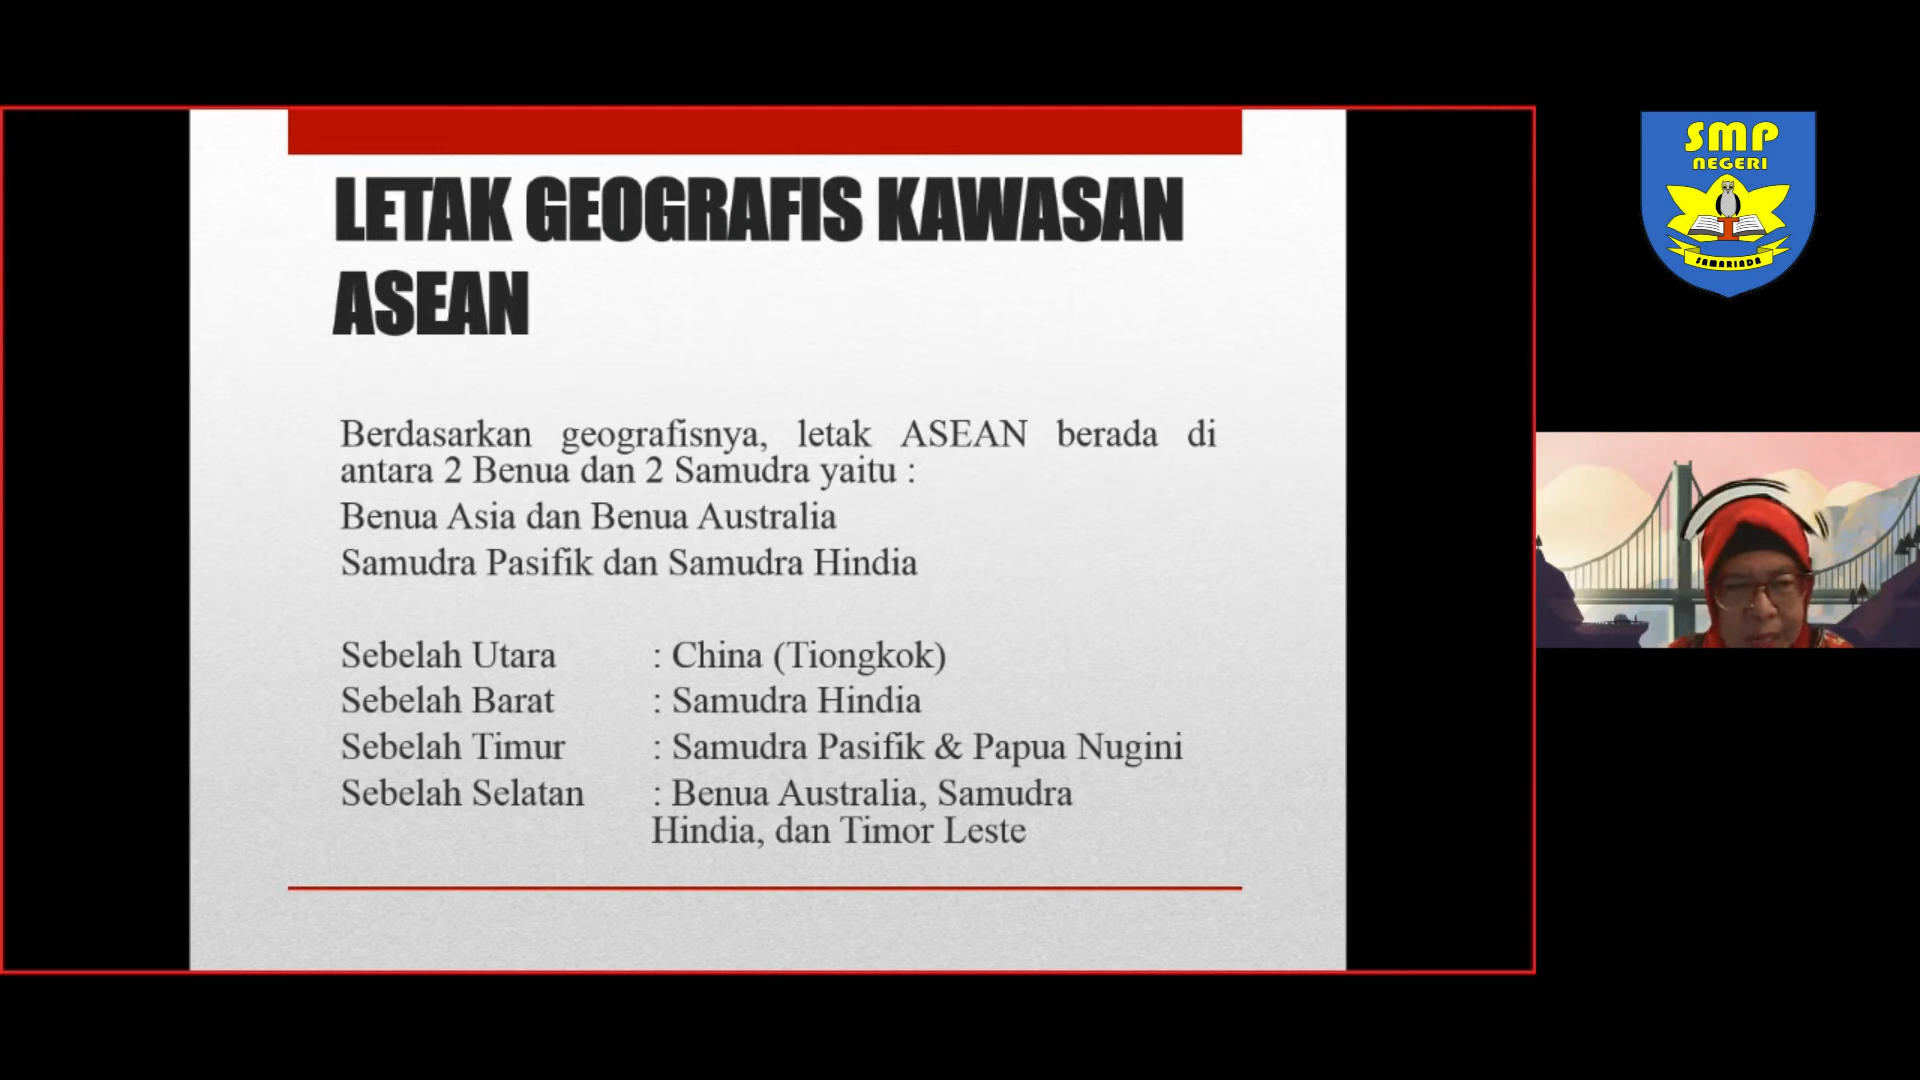 LETAK GEOGRAFIS KAWASAN
ASEAN
Berdasarkan geografisnya, letak ASEAN berada di
antara 2 Benua dan 2 Samudra yaitu :
Benua Asia dan Benua Australia
Samudra Pasifik dan Samudra Hindia
Sebelah Utara : China (Tiongkok)
Sebelah Barat : Samudra Hindia
Sebelah Timur : Samudra Pasifik & Papua Nugini
Sebelah Selatan : Benua Australia, Samudra
Hindia, dan Timor Leste
SMP
NEGERI
I
SAMARINDA